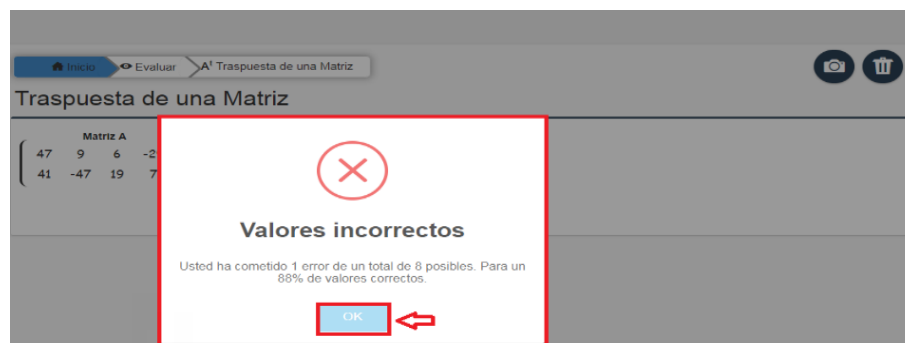 Inicio Evaluar Aᵗ Traspuesta de una Matriz
Traspuesta de una Matriz
Matriz A
47 9 6
41 -47 19
Valores incorrectos
Usted ha cometido 1 error de un total de 8 posibles. Para un
88% de valores correctos.
OK